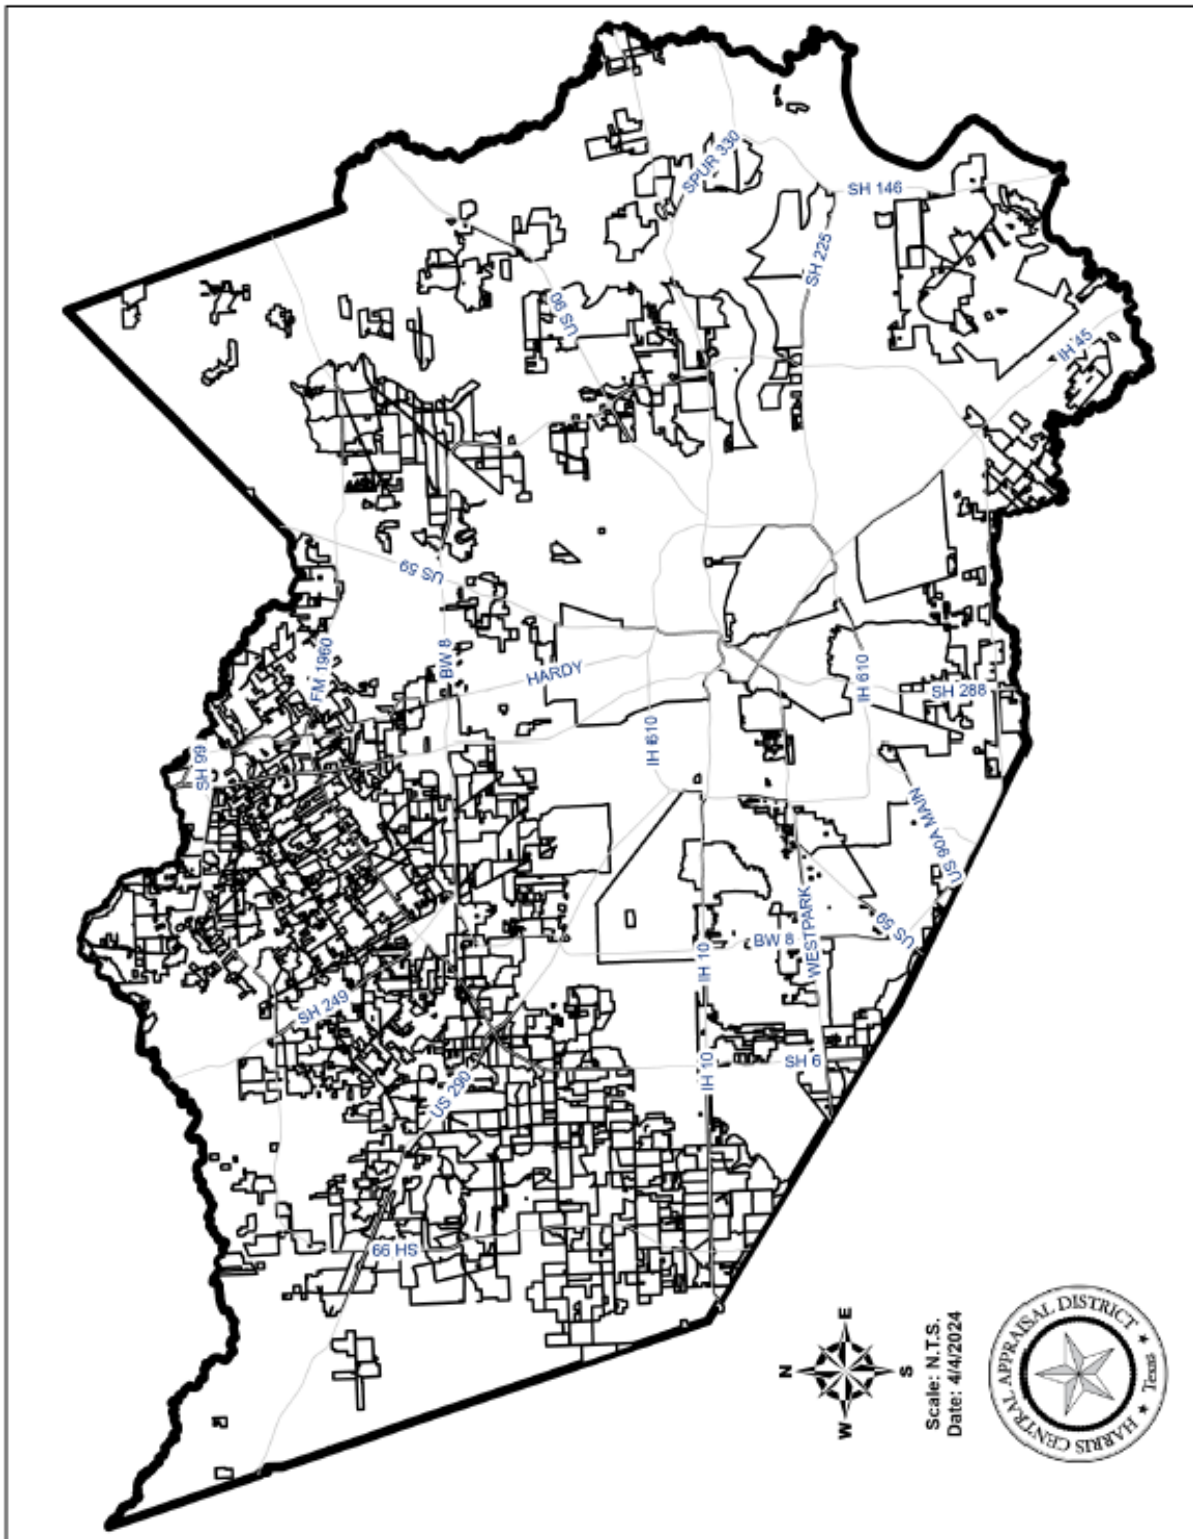 SPUR 330
SH 146
SH 225
US 90
IH 45
US 59
FM 1960
BW 8
HARDY
IH 610
SH 288
IH 610
SH 99
US 90A MAIN
WESTPARK
US 59
BW 8
IH 10
SH 249
IH 10
SH 6
US 290
SH 99
N
E
W
S
Scale: N.T.S.
Date: 4/4/2024
HARRIS CENTRAL APPRAISAL DISTRICT
Texas